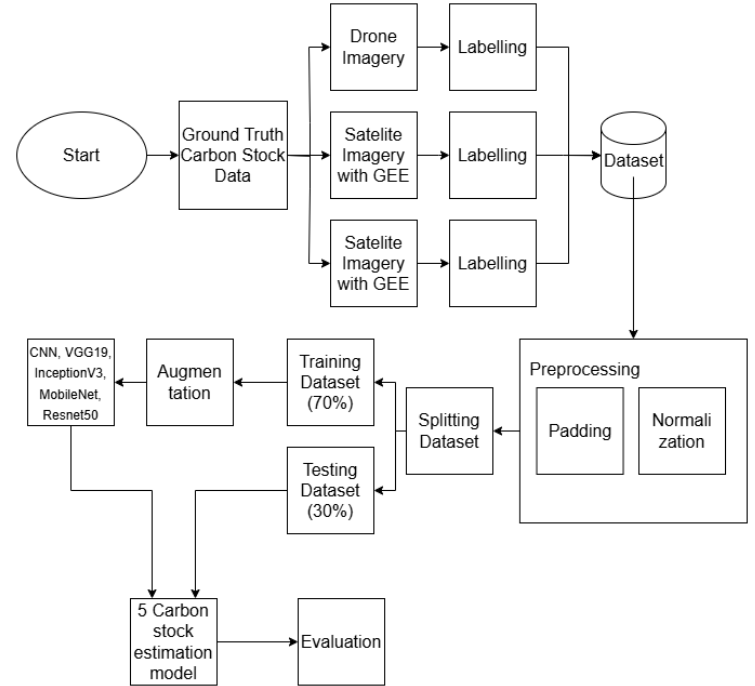 Start
Ground Truth
Carbon Stock
Data
Drone
Imagery
Labelling
Satelite
Imagery
with GEE
Labelling
Satelite
Imagery
with GEE
Labelling
Dataset
Preprocessing
Padding
Normali
zation
Splitting
Dataset
Training
Dataset
(70%)
Testing
Dataset
(30%)
Augmen
tation
CNN, VGG19,
InceptionV3,
MobileNet,
Resnet50
5 Carbon
stock
estimation
model
Evaluation